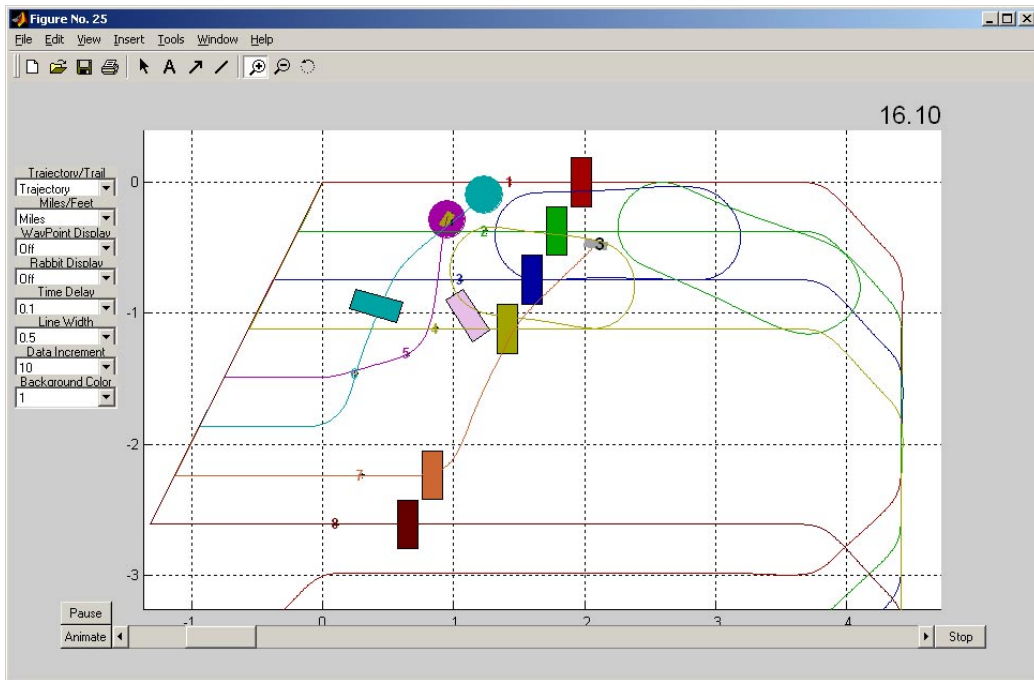 Figure No. 25
File Edit View Insert Tools Window Help
16.10
Trajectory/Trail
Trajectory
Miles/Feet
Miles
WayPoint Display
Off
Rabbit Display
Off
Time Delay
0.1
Line Width
0.5
Data Increment
10
Background Color
1
0
-1
-2
-3
1
2
3
3
4
5
6
7
8
-1 0 1 2 3 4
Pause
Animate
Stop